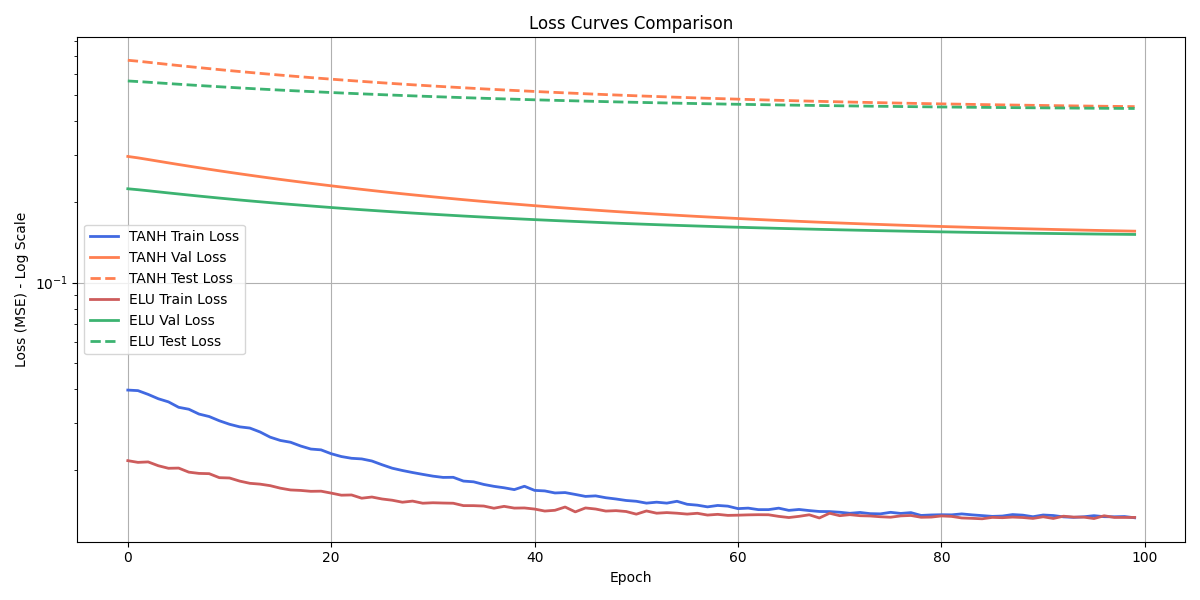 Loss Curves Comparison
Loss (MSE) - Log Scale
10⁻¹
TANH Train Loss
TANH Val Loss
TANH Test Loss
ELU Train Loss
ELU Val Loss
ELU Test Loss
0 20 40 60 80 100
Epoch